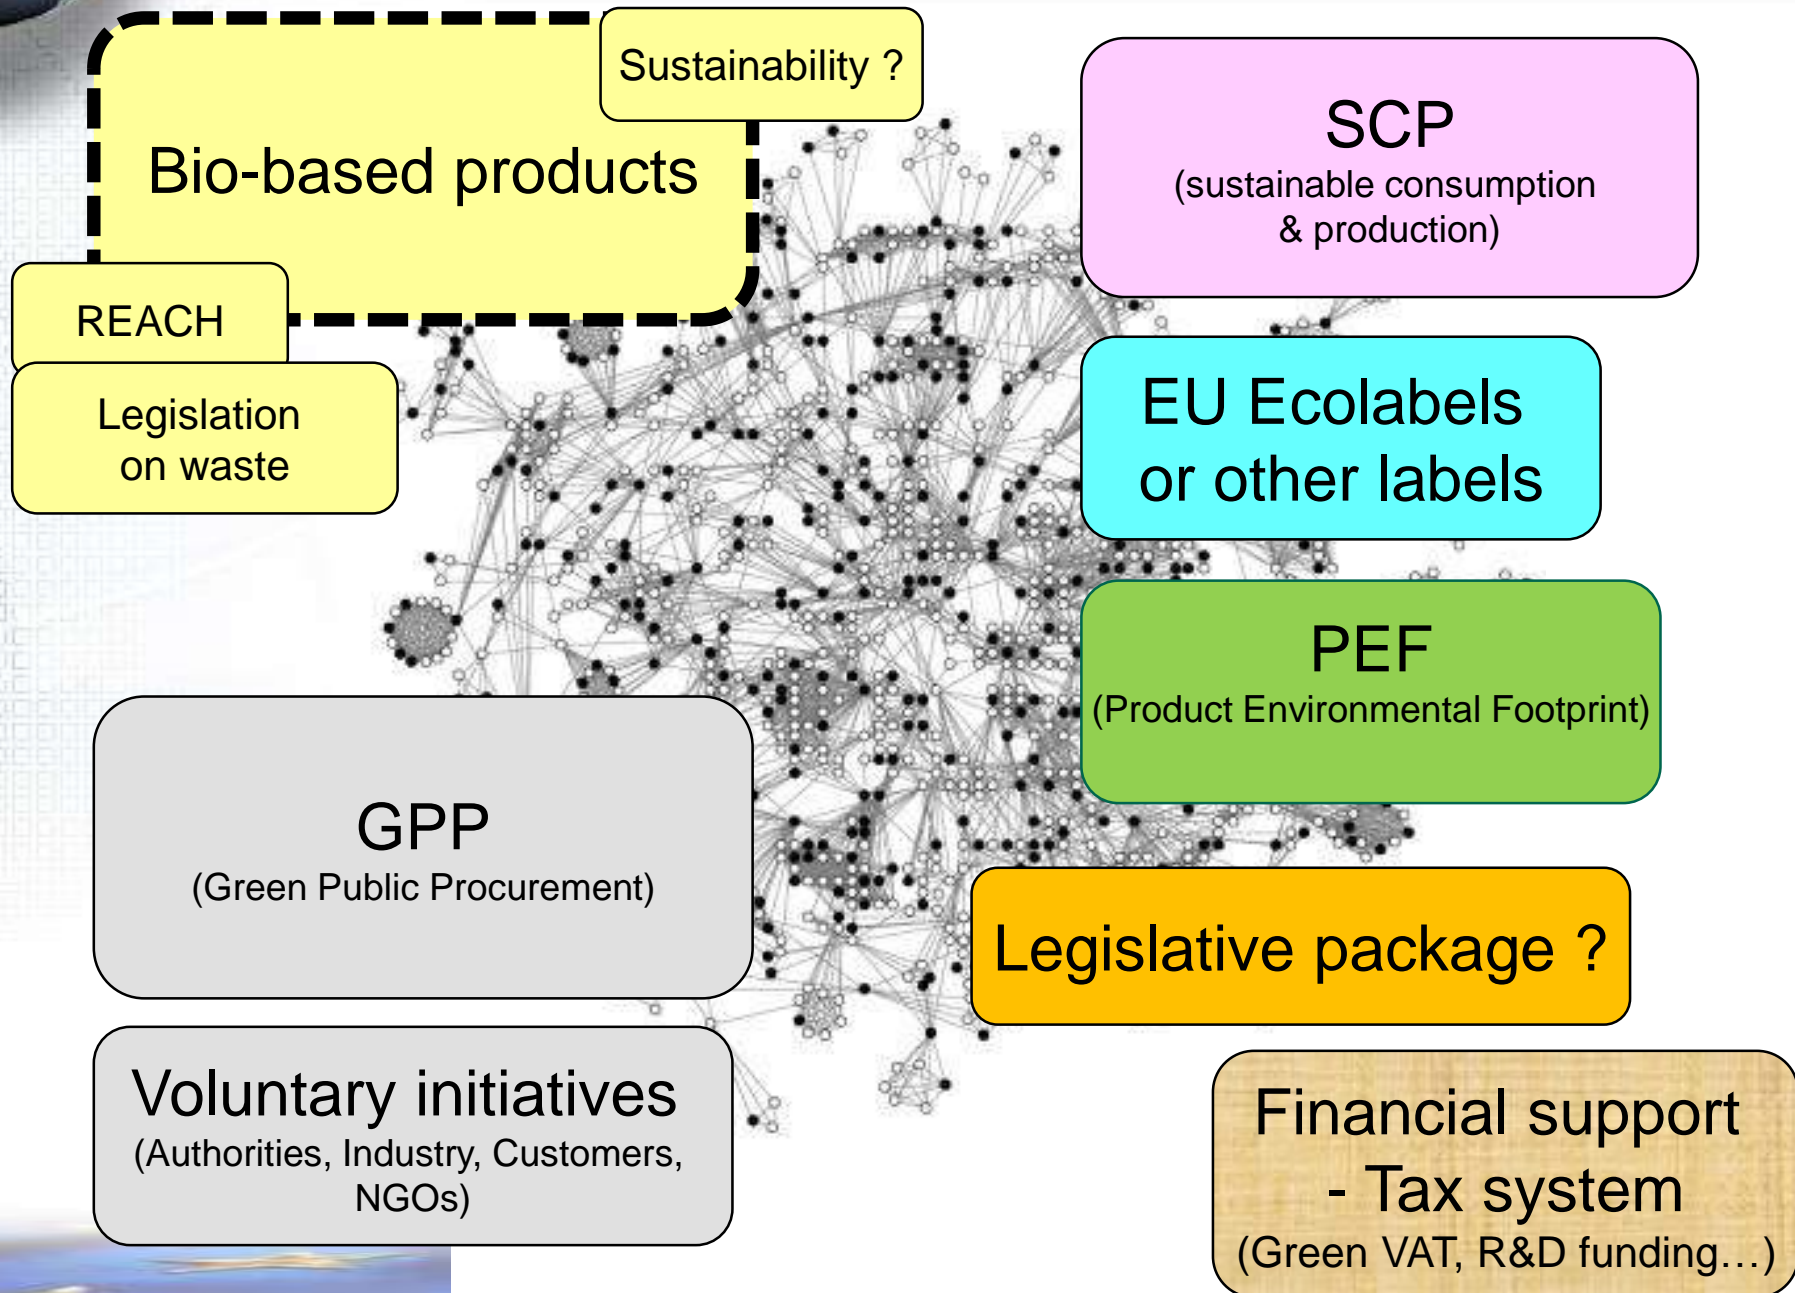 Sustainability ?
Bio-based products
REACH
Legislation
on waste
SCP
(sustainable consumption
& production)
EU Ecolabels
or other labels
PEF
(Product Environmental Footprint)
GPP
(Green Public Procurement)
Legislative package ?
Voluntary initiatives
(Authorities, Industry, Customers,
NGOs)
Financial support
- Tax system
(Green VAT, R&D funding…)